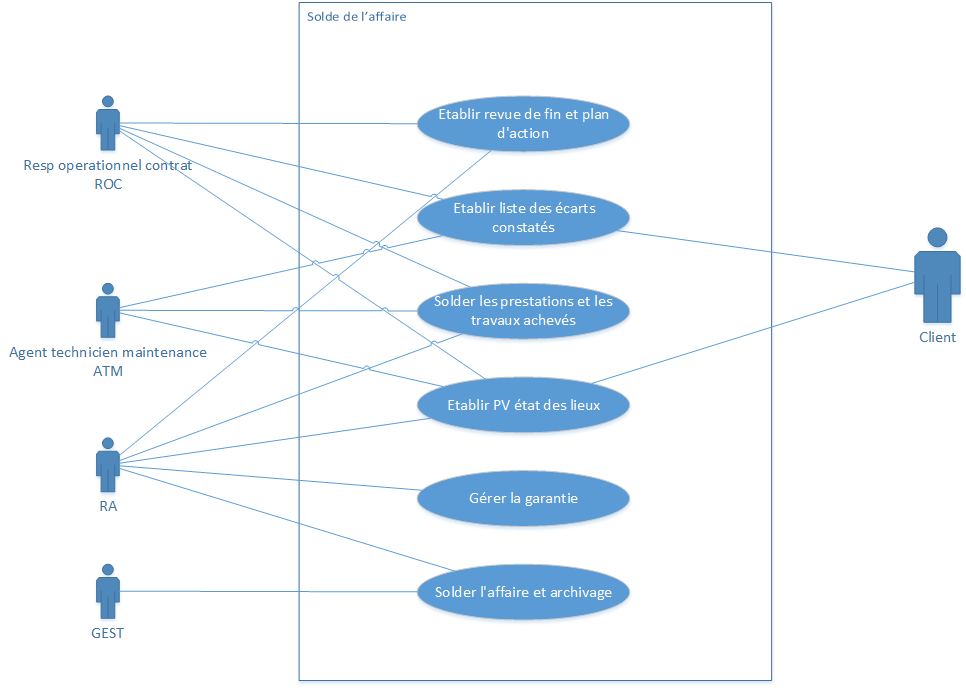 Solde de l'affaire
Etablir revue de fin et plan
d'action
Resp operationnel contrat
ROC
Etablir liste des écarts
constatés
Solder les prestations et les
travaux achevés
Client
Agent technicien maintenance
ATM
Etablir PV état des lieux
RA
Gérer la garantie
Solder l'affaire et archivage
GEST